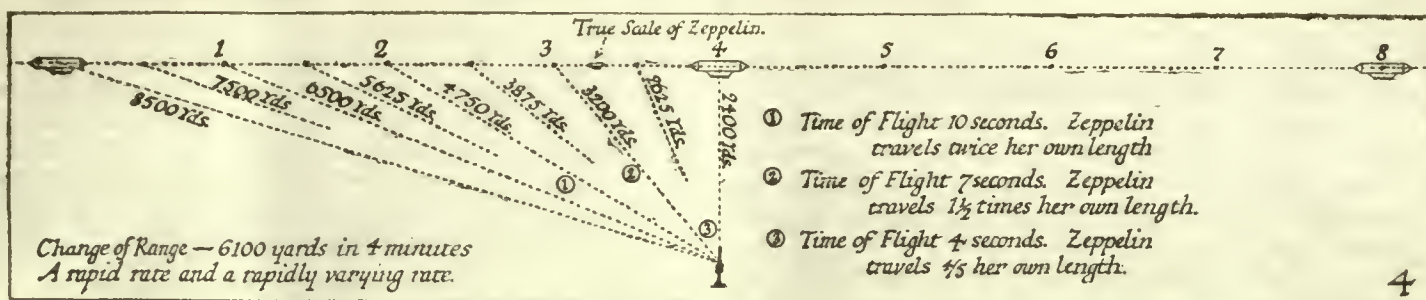 True Scale of Zeppelin.
1 2 3 4 5 6 7 8
8500 Yds.
7500 Yds.
6500 Yds.
5625 Yds.
4750 Yds.
3875 Yds.
3200 Yds.
2625 Yds.
2400 Yds.
① Time of Flight 10 seconds. Zeppelin
travels twice her own length
② Time of Flight 7 seconds. Zeppelin
travels 1½ times her own length.
③ Time of Flight 4 seconds. Zeppelin
travels ⅘ her own length.
①
②
③
Change of Range — 6100 yards in 4 minutes
A rapid rate and a rapidly varying rate.
4